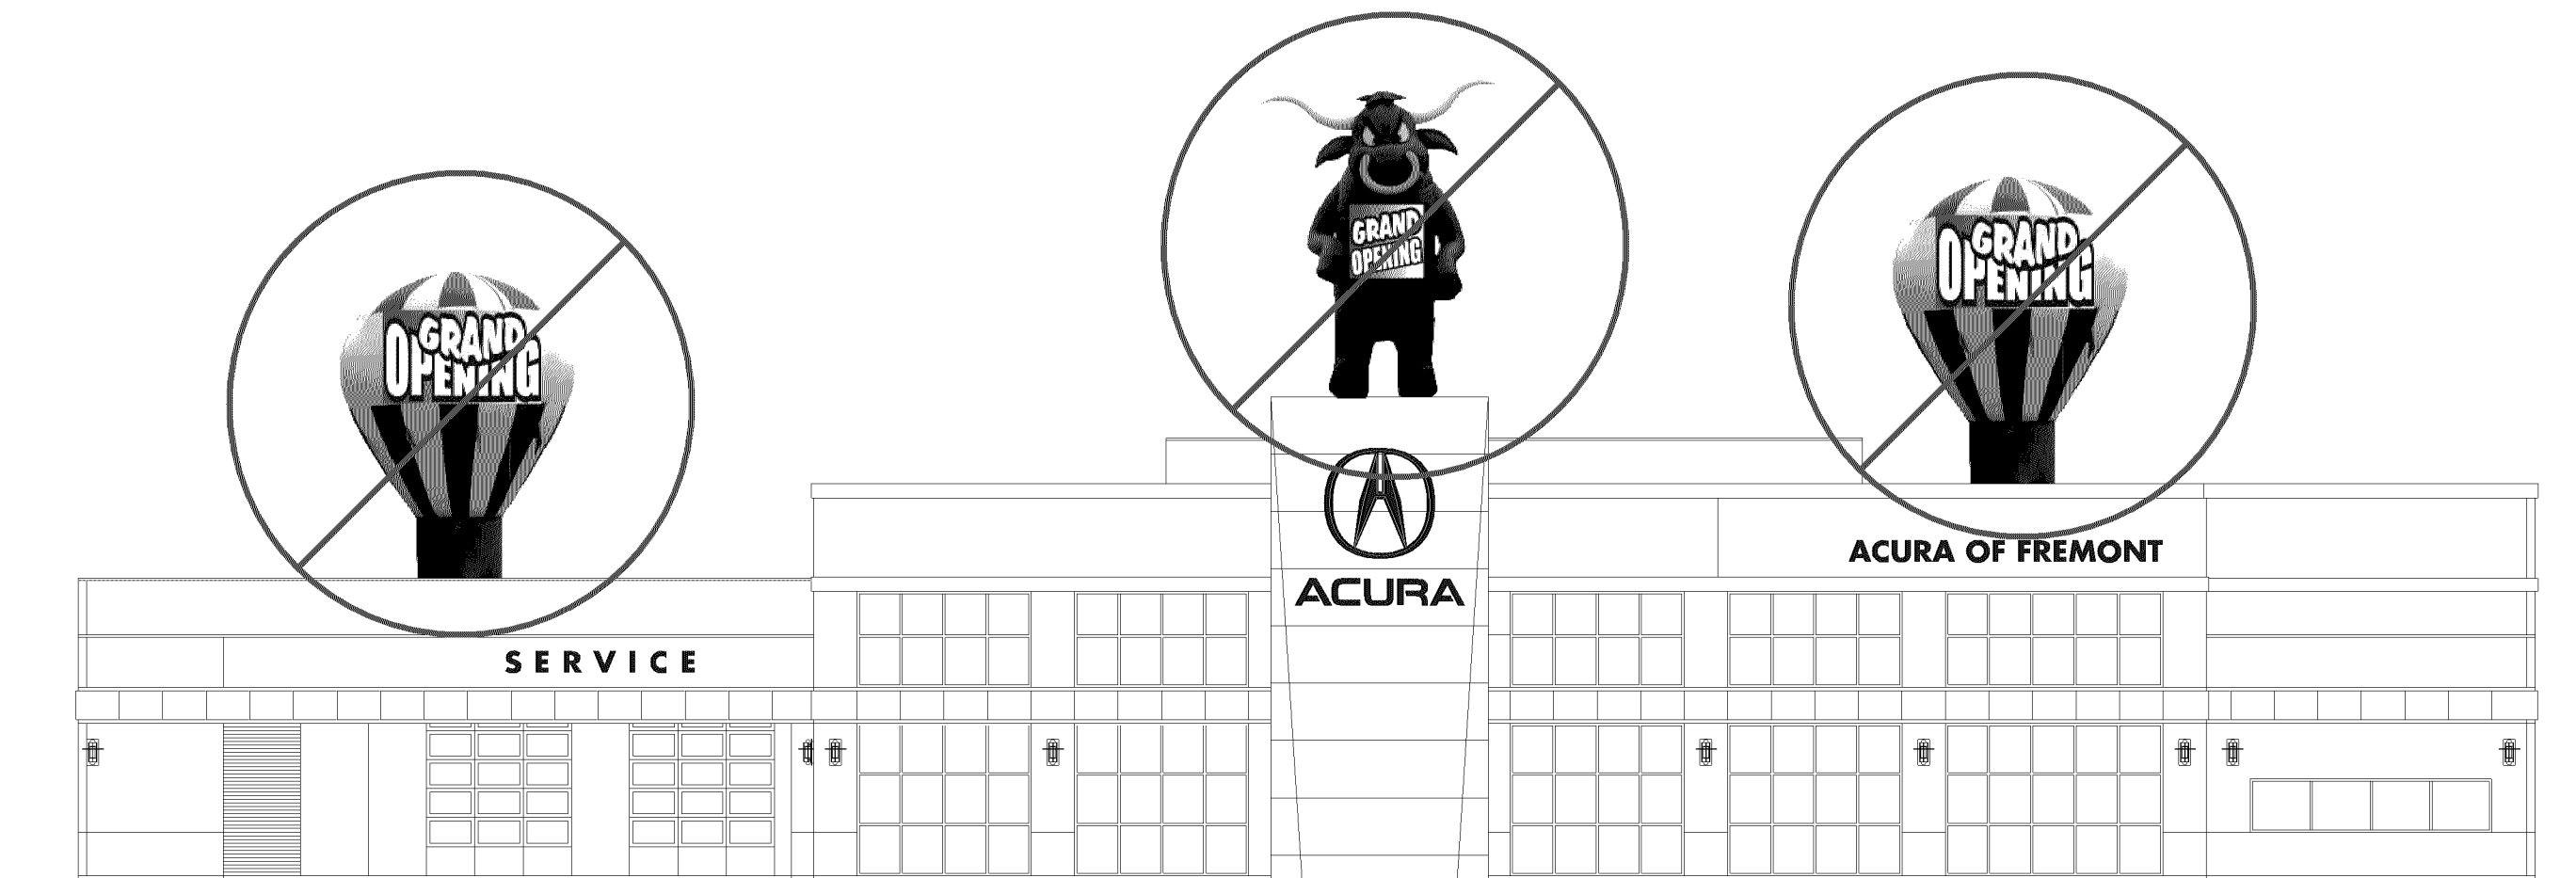 GRAND
OPENING
GRAND
OPENING
GRAND
OPENING
ACURA
ACURA OF FREMONT
SERVICE